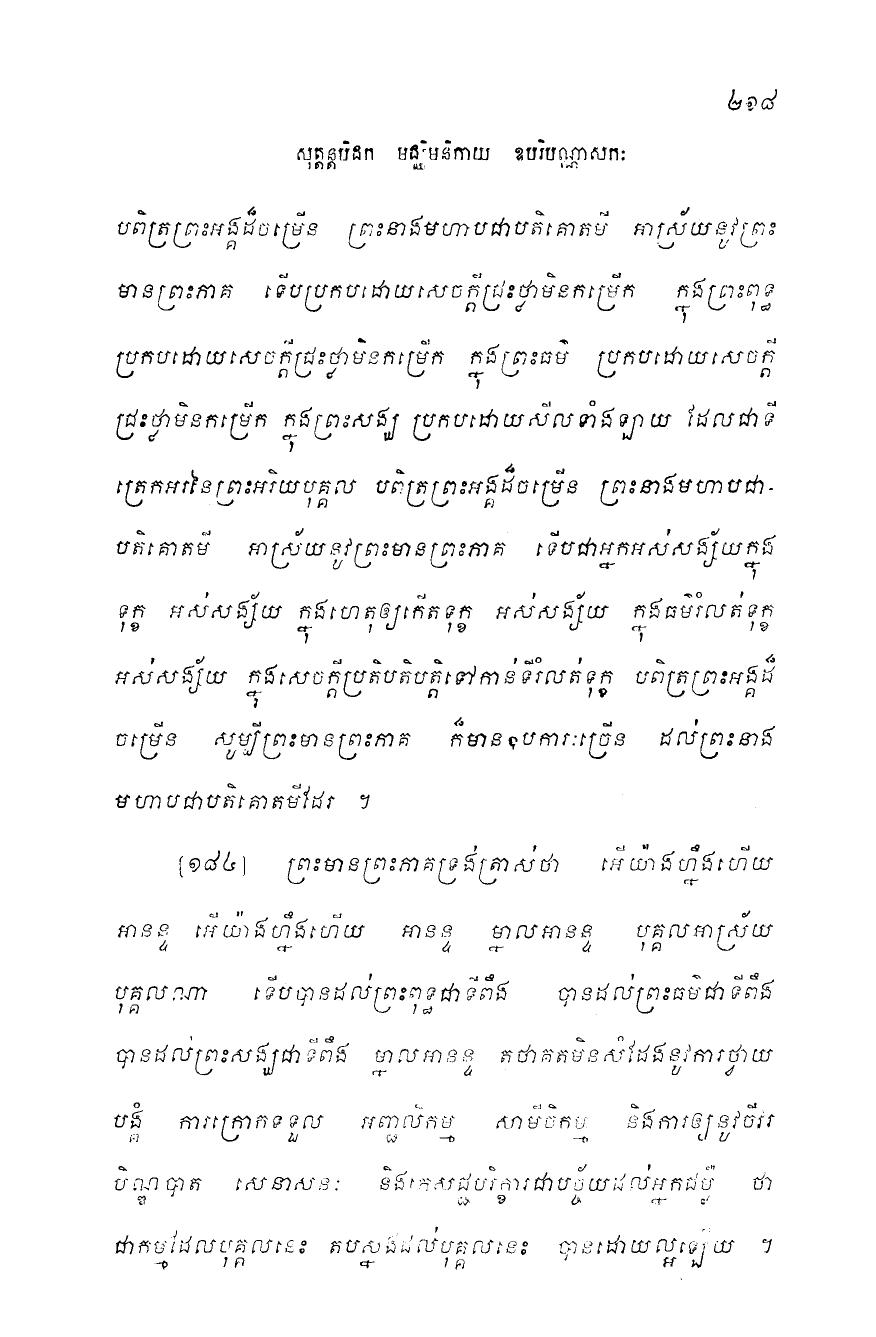 ២១៨
សុត្តន្តបិដក មជ្ឈិមនិកាយ ឧបរិបណ្ណាសកៈ
បពិត្រព្រះអង្គដ៏ចម្រើន ព្រះនាងមហាបជាបតិគោតមី អាស្រ័យនូវព្រះ
មានព្រះភាគ ទើបប្រកបដោយសេចក្តីជ្រះថ្លាមិនកម្រើក ក្នុងព្រះពុទ្ធ
ប្រកបដោយសេចក្តីជ្រះថ្លាមិនកម្រើក ក្នុងព្រះធម៌ ប្រកបដោយសេចក្តី
ជ្រះថ្លាមិនកម្រើក ក្នុងព្រះសង្ឃ ប្រកបដោយសីលទាំងឡាយ ដែលជាទី
ត្រេកអរនៃព្រះអរិយបុគ្គល បពិត្រព្រះអង្គដ៏ចម្រើន ព្រះនាងមហាបជា-
បតិគោតមី អាស្រ័យនូវព្រះមានព្រះភាគ ទើបជាអ្នកអស់សង្ស័យក្នុង
ទុក្ខ អស់សង្ស័យ ក្នុងហេតុឲ្យកើតទុក្ខ អស់សង្ស័យ ក្នុងធម៌រំលត់ទុក្ខ
អស់សង្ស័យ ក្នុងសេចក្តីប្រតិបតិបត្តិទៅកាន់ទីរំលត់ទុក្ខ បពិត្រព្រះអង្គដ៏
ចម្រើន សូម្បីព្រះមានព្រះភាគ ក៏មានឧបការៈច្រើន ដល់ព្រះនាង
មហាបជាបតិគោតមីដែរ ។
[១៨៤] ព្រះមានព្រះភាគទ្រង់ត្រាស់ថា អើយ៉ាងហ្នឹងហើយ
អានន្ទ អើយ៉ាងហ្នឹងហើយ អានន្ទ ម្នាលអានន្ទ បុគ្គលអាស្រ័យ
បុគ្គលណា ទើបបានដល់ព្រះពុទ្ធជាទីពឹង បានដល់ព្រះធម៌ជាទីពឹង
បានដល់ព្រះសង្ឃជាទីពឹង ម្នាលអានន្ទ តថាគតមិនសំដែងនូវការថ្វាយ
បង្គំ ការក្រោកទទួល អញ្ជលិកម្ម សាមីចិកម្ម និងការឲ្យនូវចីវរ
បិណ្ឌបាត សេនាសនៈ និងភេសជ្ជបរិក្ខារជាបច្ច័យដល់អ្នកជម្ងឺ ថា
ជាកម្មដែលបុគ្គលនេះ តបស្នងដល់បុគ្គលនេះ បានដោយល្អឡើយ ។